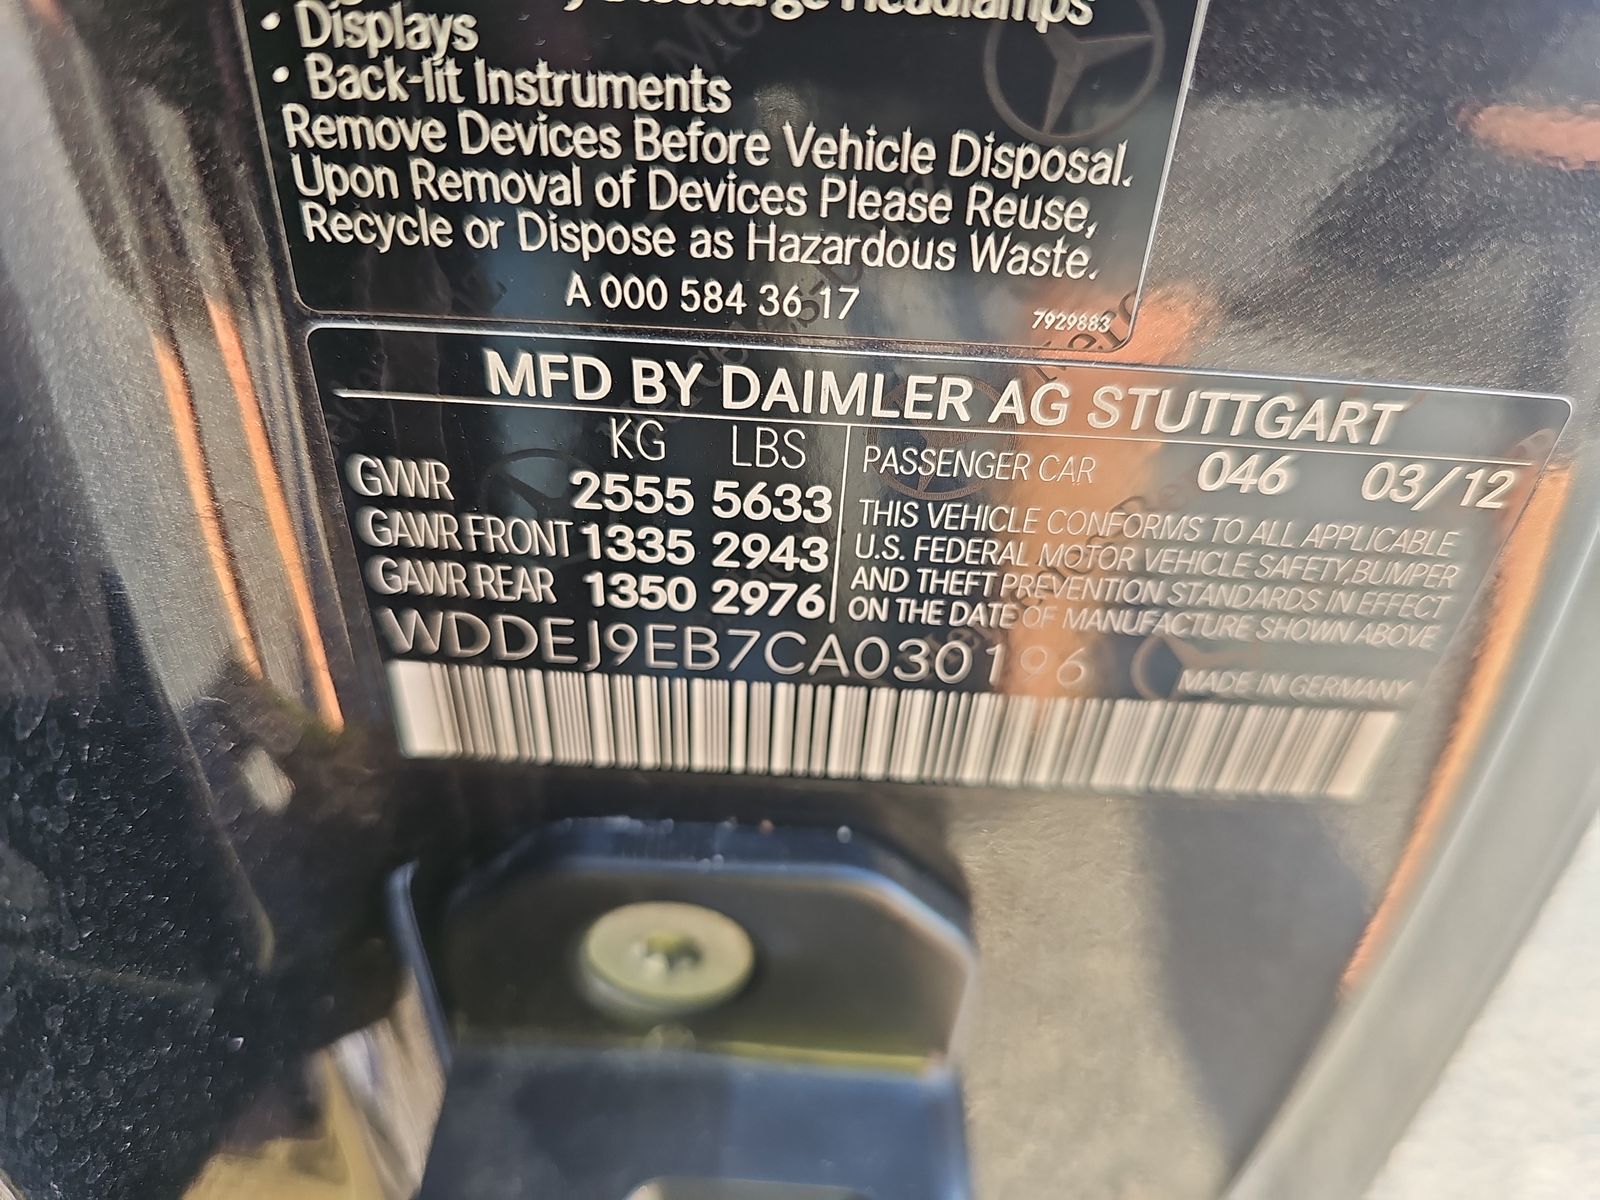 Discharge Headlamps
• Displays
• Back-lit Instruments
Remove Devices Before Vehicle Disposal.
Upon Removal of Devices Please Reuse,
Recycle or Dispose as Hazardous Waste.
A 000 584 36 17
7929883
MFD BY DAIMLER AG STUTTGART
KG LBS
GVWR 2555 5633
GAWR FRONT 1335 2943
GAWR REAR 1350 2976
PASSENGER CAR 046 03/12
THIS VEHICLE CONFORMS TO ALL APPLICABLE
U.S. FEDERAL MOTOR VEHICLE SAFETY, BUMPER
AND THEFT PREVENTION STANDARDS IN EFFECT
ON THE DATE OF MANUFACTURE SHOWN ABOVE
WDDEJ9EB7CA030196
MADE IN GERMANY